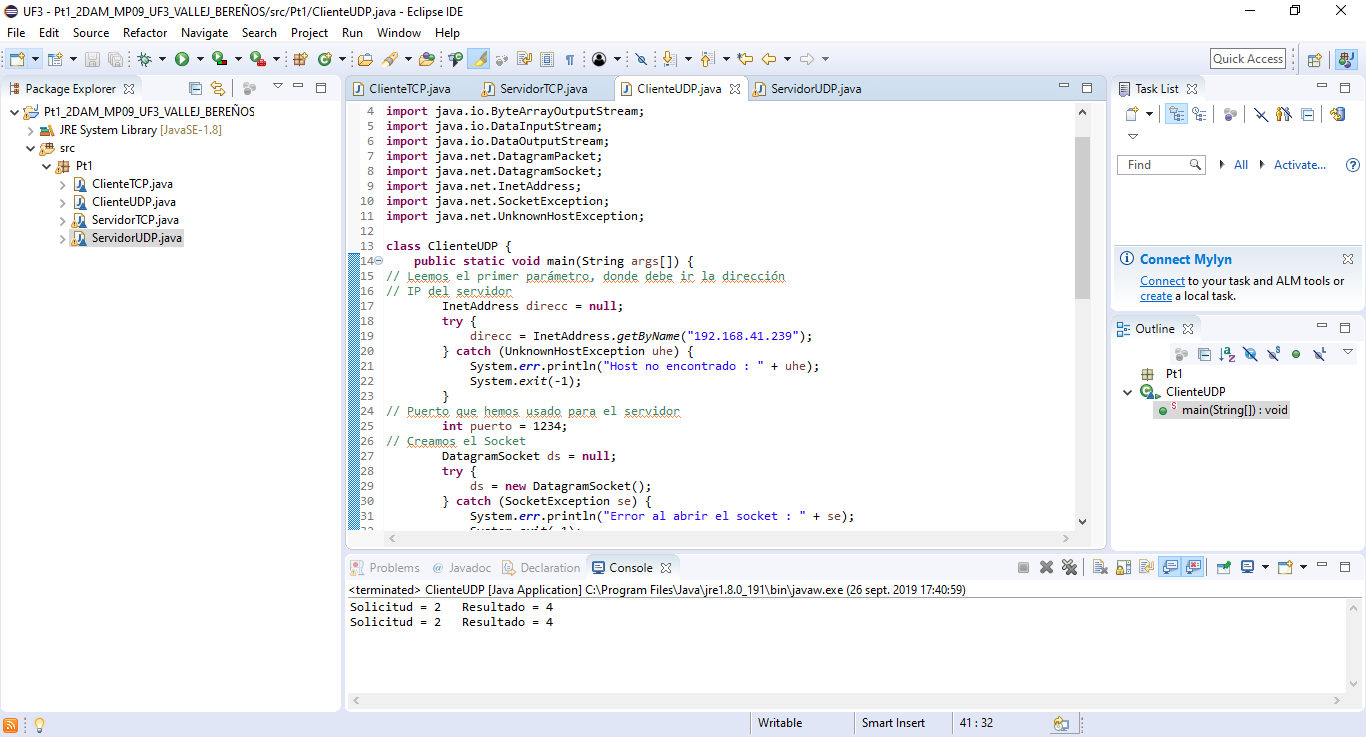 UF3 - Pt1_2DAM_MP09_UF3_VALLEJ_BEREÑOS/src/Pt1/ClienteUDP.java - Eclipse IDE
File Edit Source Refactor Navigate Search Project Run Window Help
Quick Access
Package Explorer
Pt1_2DAM_MP09_UF3_VALLEJ_BEREÑOS
JRE System Library [JavaSE-1.8]
src
Pt1
ClienteTCP.java
ClienteUDP.java
ServidorTCP.java
ServidorUDP.java
ClienteTCP.java ServidorTCP.java ClienteUDP.java ServidorUDP.java
4 import java.io.ByteArrayOutputStream;
5 import java.io.DataInputStream;
6 import java.io.DataOutputStream;
7 import java.net.DatagramPacket;
8 import java.net.DatagramSocket;
9 import java.net.InetAddress;
10 import java.net.SocketException;
11 import java.net.UnknownHostException;
12
13 class ClienteUDP {
14 public static void main(String args[]) {
15 // Leemos el primer parámetro, donde debe ir la dirección
16 // IP del servidor
17 InetAddress direcc = null;
18 try {
19 direcc = InetAddress.getByName("192.168.41.239");
20 } catch (UnknownHostException uhe) {
21 System.err.println("Host no encontrado : " + uhe);
22 System.exit(-1);
23 }
24 // Puerto que hemos usado para el servidor
25 int puerto = 1234;
26 // Creamos el Socket
27 DatagramSocket ds = null;
28 try {
29 ds = new DatagramSocket();
30 } catch (SocketException se) {
31 System.err.println("Error al abrir el socket : " + se);
32 System.exit(-1);
Task List
Find All Activate...
Connect Mylyn
Connect to your task and ALM tools or
create a local task.
Outline
Pt1
ClienteUDP
main(String[]) : void
Problems @ Javadoc Declaration Console
<terminated> ClienteUDP [Java Application] C:\Program Files\Java\jre1.8.0_191\bin\javaw.exe (26 sept. 2019 17:40:59)
Solicitud = 2 Resultado = 4
Solicitud = 2 Resultado = 4
Writable Smart Insert 41 : 32